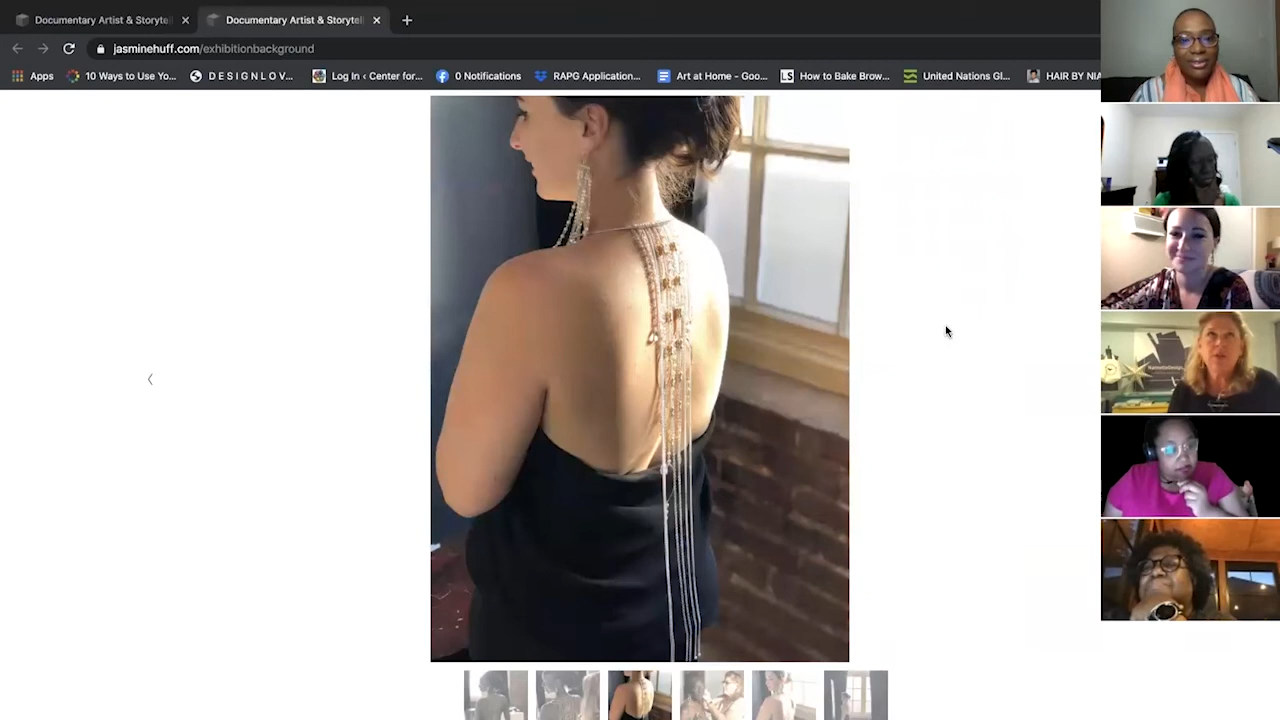 Documentary Artist & Storytel
Documentary Artist & Storytel
jasminehuff.com/exhibitionbackground
Apps
10 Ways to Use Yo...
D E S I G N L O V...
Log In ‹ Center for...
0 Notifications
RAPG Application...
Art at Home - Goo...
LS
How to Bake Brow...
United Nations Gl...
HAIR BY NIA